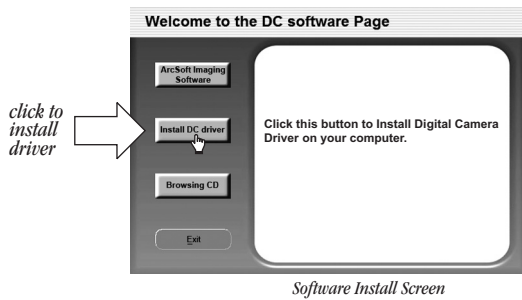 Welcome to the DC software Page
ArcSoft Imaging
Software
click to
install
driver
Install DC driver
Click this button to Install Digital Camera
Driver on your computer.
Browsing CD
Exit
Software Install Screen